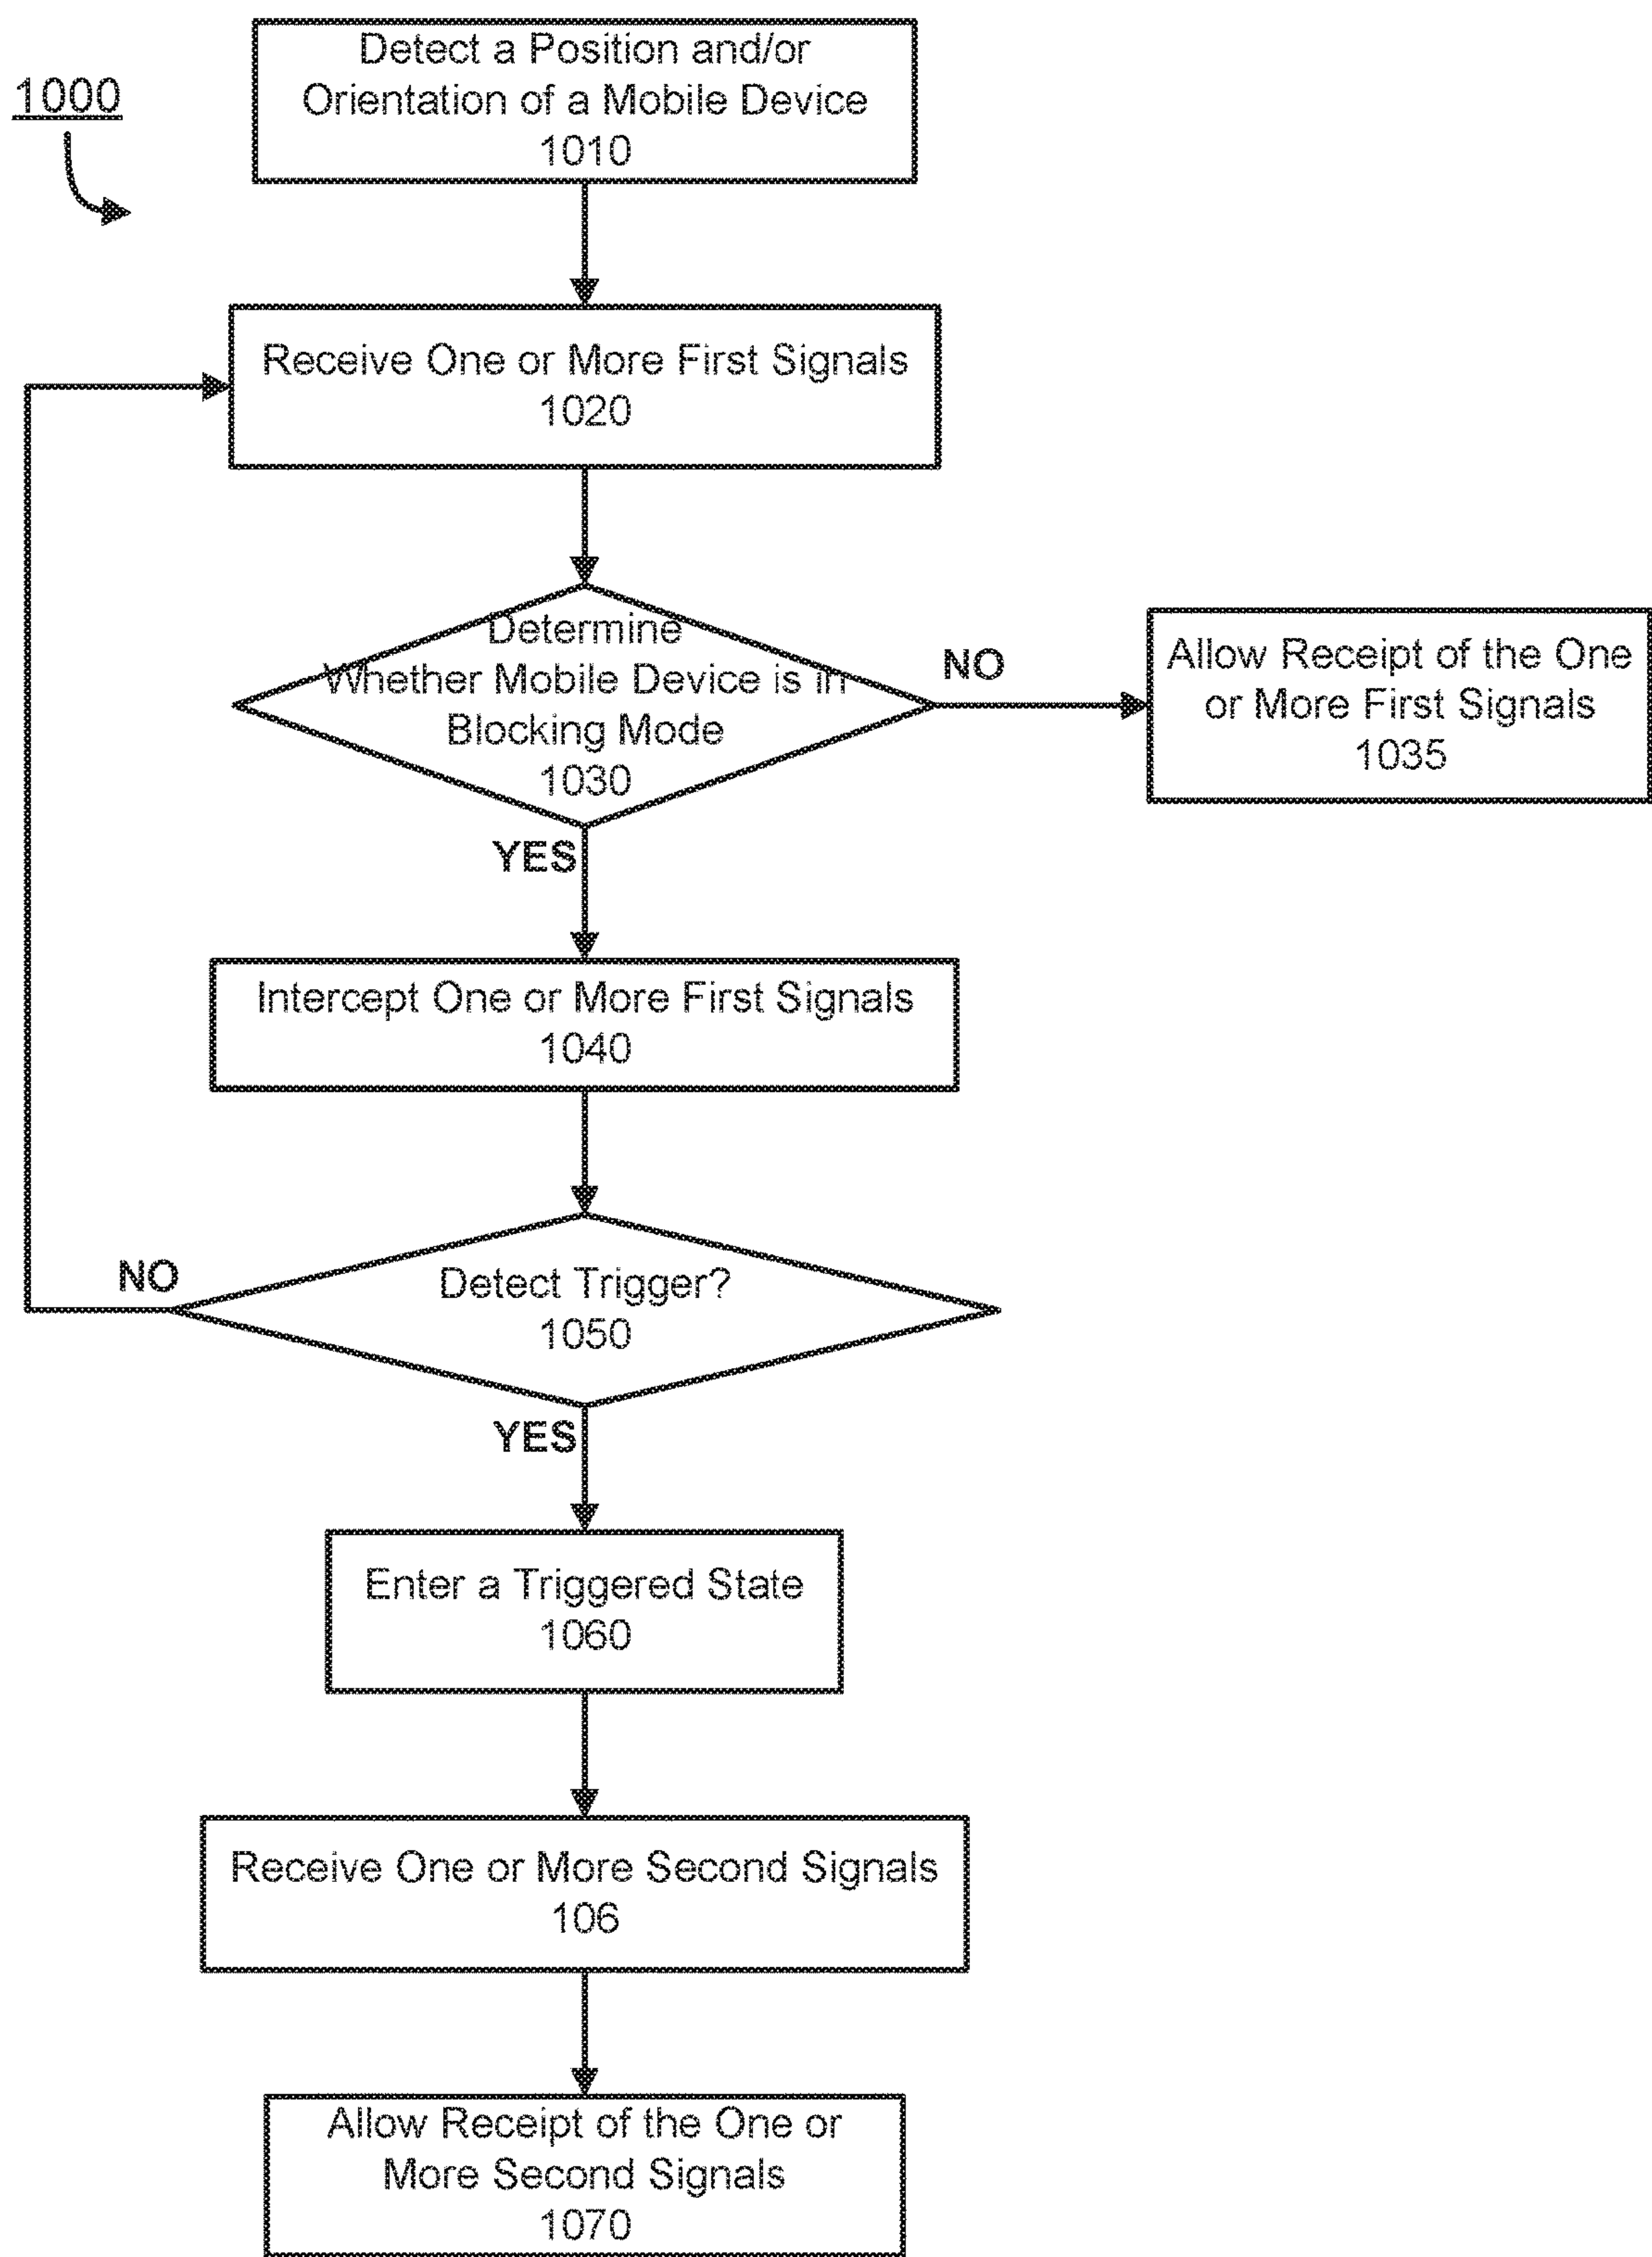 1000
Detect a Position and/or
Orientation of a Mobile Device
1010
Receive One or More First Signals
1020
Determine
Whether Mobile Device is in
Blocking Mode
1030
NO
Allow Receipt of the One
or More First Signals
1035
YES
Intercept One or More First Signals
1040
NO
Detect Trigger?
1050
YES
Enter a Triggered State
1060
Receive One or More Second Signals
106
Allow Receipt of the One or
More Second Signals
1070